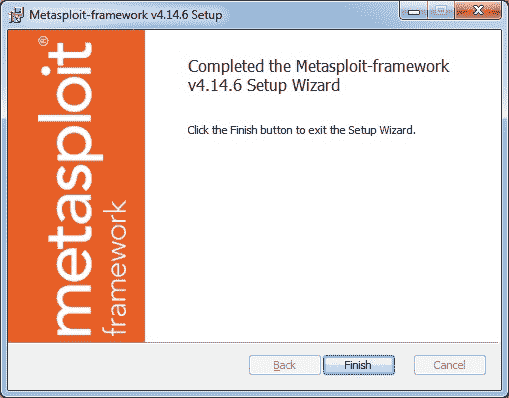 Metasploit-framework v4.14.6 Setup
metasploit®
framework
Completed the Metasploit-framework
v4.14.6 Setup Wizard
Click the Finish button to exit the Setup Wizard.
Back
Finish
Cancel